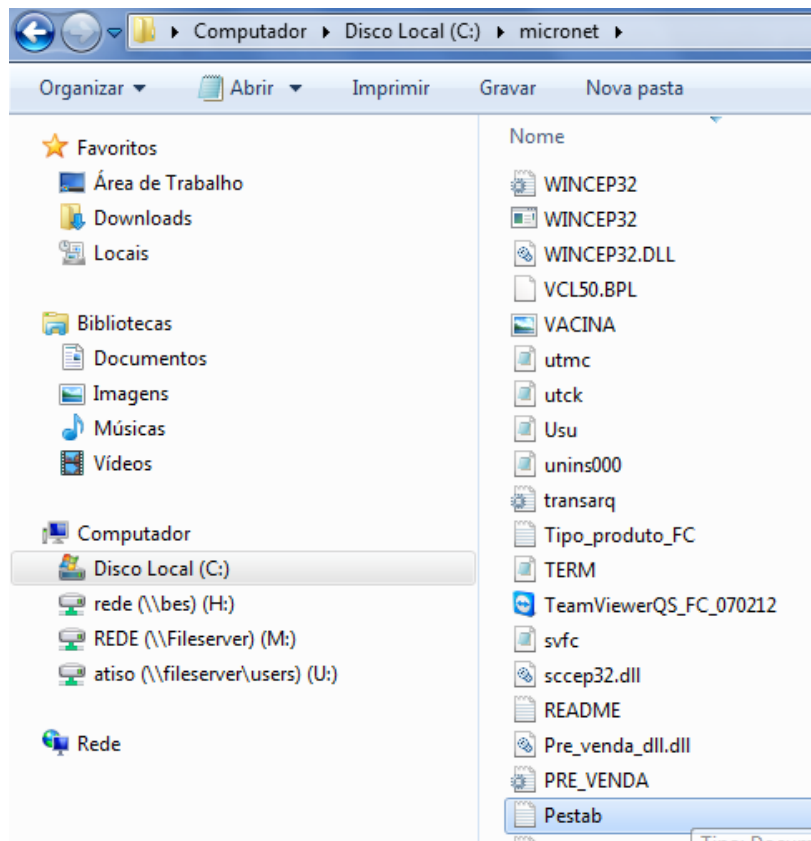 Computador ▸ Disco Local (C:) ▸ micronet ▸
Organizar Abrir Imprimir Gravar Nova pasta
Favoritos
Área de Trabalho
Downloads
Locais
Bibliotecas
Documentos
Imagens
Músicas
Vídeos
Computador
Disco Local (C:)
rede (\\bes) (H:)
REDE (\\Fileserver) (M:)
atiso (\\fileserver\users) (U:)
Rede
Nome
WINCEP32
WINCEP32
WINCEP32.DLL
VCL50.BPL
VACINA
utmc
utck
Usu
unins000
transarq
Tipo_produto_FC
TERM
TeamViewerQS_FC_070212
svfc
sccep32.dll
README
Pre_venda_dll.dll
PRE_VENDA
Pestab